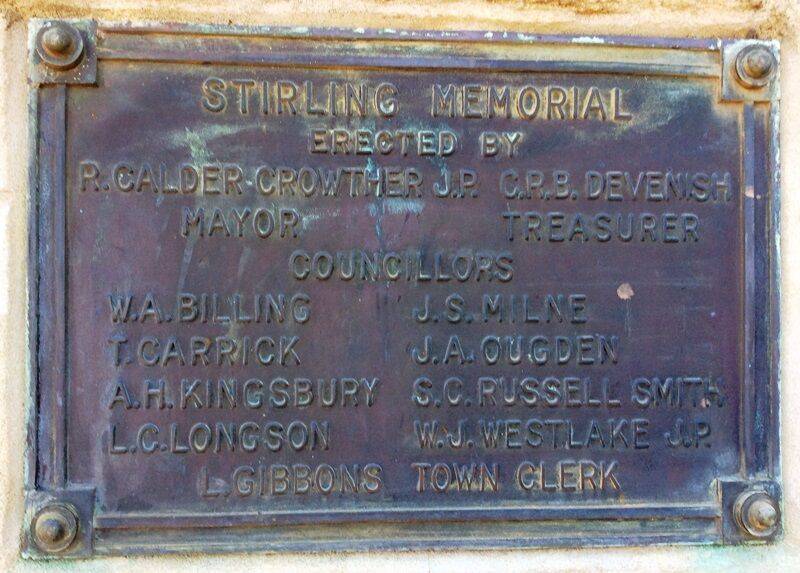 STIRLING MEMORIAL
ERECTED BY
R. CALDER-CROWTHER J.P. C.R.B. DEVENISH
MAYOR TREASURER
COUNCILLORS
W.A. BILLING J.S. MILNE
T. CARRICK J.A. OUGDEN
A.H. KINGSBURY S.C. RUSSELL SMITH
L.C. LONGSON W.J. WESTLAKE J.P.
L. GIBBONS TOWN CLERK